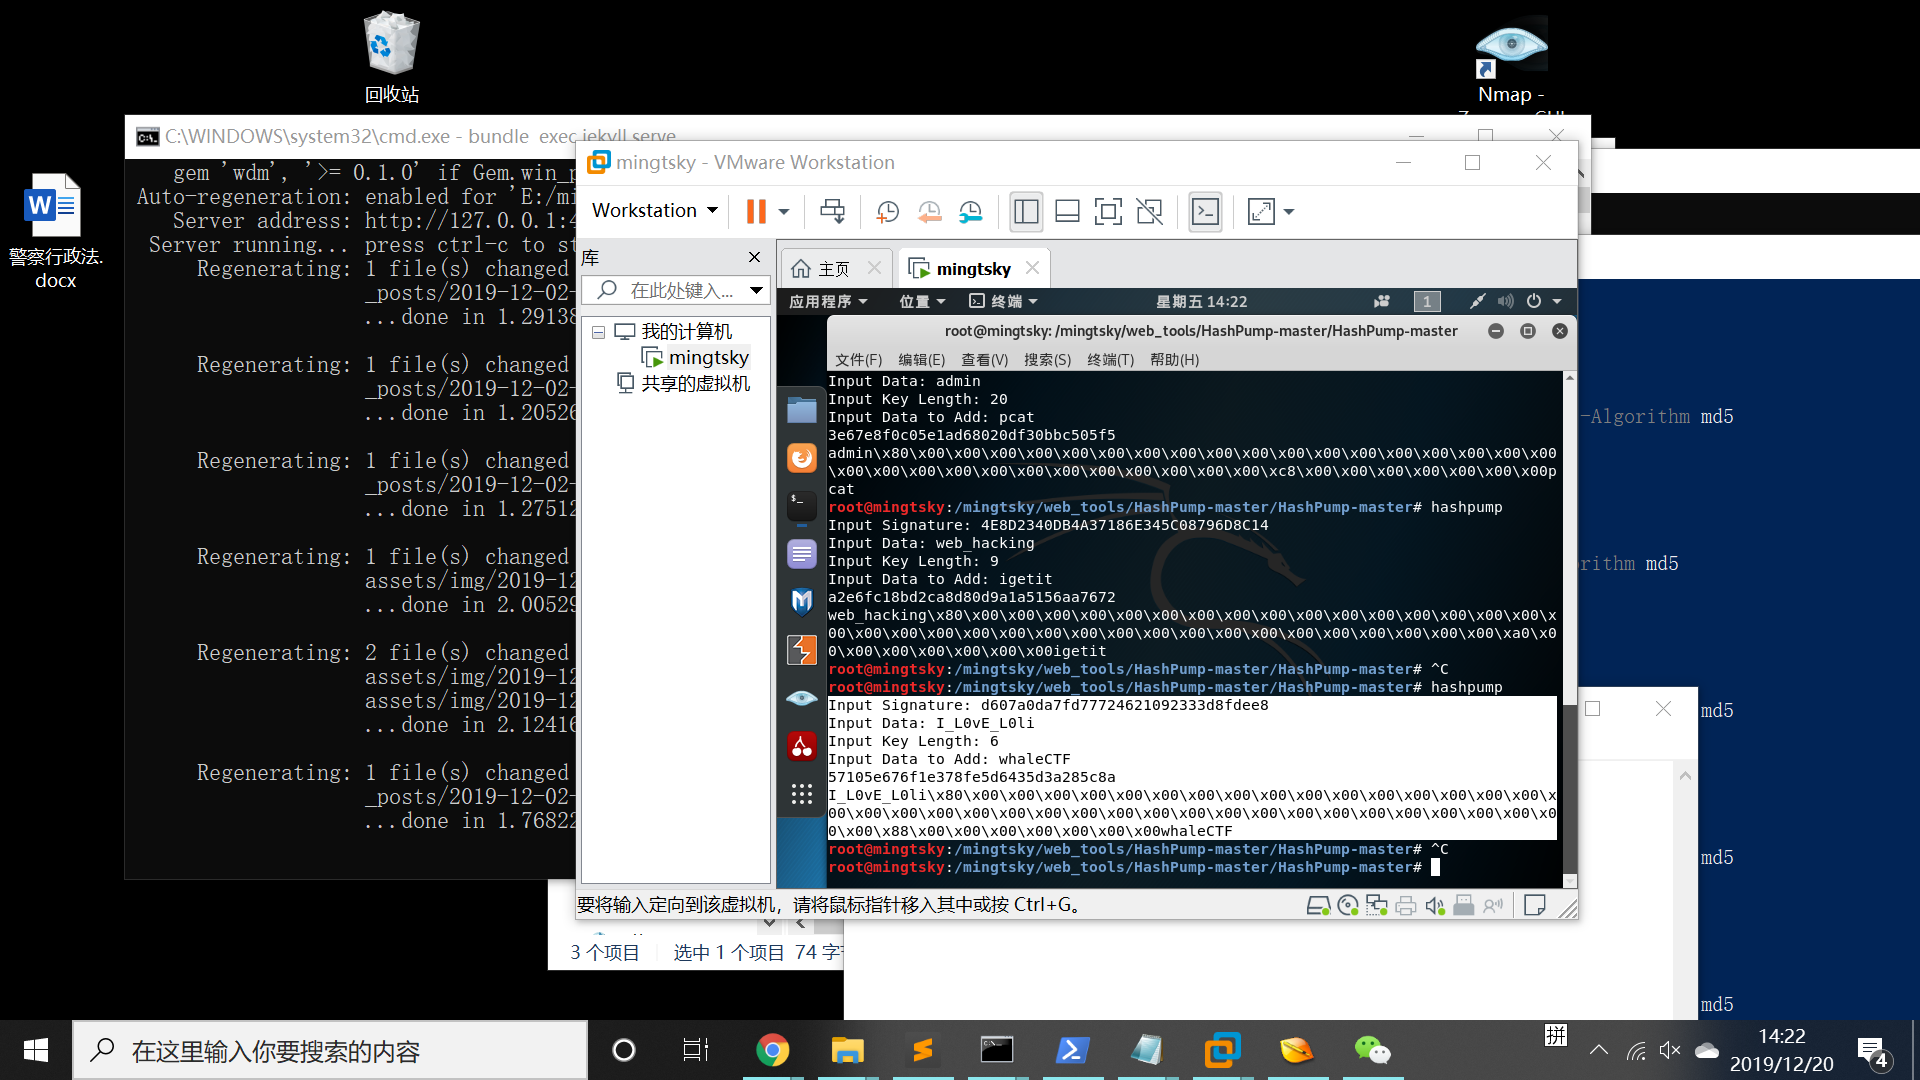 回收站
Nmap -
警察行政法.
docx
C:\WINDOWS\system32\cmd.exe - bundle  exec jekyll serve
gem 'wdm', '>= 0.1.0' if Gem.win_p
Auto-regeneration: enabled for 'E:/mi
Server address: http://127.0.0.1:4
Server running... press ctrl-c to st
Regenerating: 1 file(s) changed
_posts/2019-12-02-
...done in 1.29138
Regenerating: 1 file(s) changed
_posts/2019-12-02-
...done in 1.20526
Regenerating: 1 file(s) changed
_posts/2019-12-02-
...done in 1.27512
Regenerating: 1 file(s) changed
assets/img/2019-12
...done in 2.00529
Regenerating: 2 file(s) changed
assets/img/2019-12
assets/img/2019-12
...done in 2.12416
Regenerating: 1 file(s) changed
_posts/2019-12-02-
...done in 1.76822
mingtsky - VMware Workstation
Workstation
库
在此处键入...
我的计算机
mingtsky
共享的虚拟机
主页
mingtsky
应用程序
位置
终端
星期五 14:22
1
root@mingtsky: /mingtsky/web_tools/HashPump-master/HashPump-master
文件(F) 编辑(E) 查看(V) 搜索(S) 终端(T) 帮助(H)
Input Data: admin
Input Key Length: 20
Input Data to Add: pcat
3e67e8f0c05e1ad68020df30bbc505f5
admin\x80\x00\x00\x00\x00\x00\x00\x00\x00\x00\x00\x00\x00\x00\x00\x00\x00\x00\x00
\x00\x00\x00\x00\x00\x00\x00\x00\x00\x00\x00\x00\xc8\x00\x00\x00\x00\x00\x00\x00p
cat
root@mingtsky:/mingtsky/web_tools/HashPump-master/HashPump-master# hashpump
Input Signature: 4E8D2340DB4A37186E345C08796D8C14
Input Data: web_hacking
Input Key Length: 9
Input Data to Add: igetit
a2e6fc18bd2ca8d80d9a1a5156aa7672
web_hacking\x80\x00\x00\x00\x00\x00\x00\x00\x00\x00\x00\x00\x00\x00\x00\x00\x00\x
00\x00\x00\x00\x00\x00\x00\x00\x00\x00\x00\x00\x00\x00\x00\x00\x00\x00\x00\xa0\x0
0\x00\x00\x00\x00\x00\x00igetit
root@mingtsky:/mingtsky/web_tools/HashPump-master/HashPump-master# ^C
root@mingtsky:/mingtsky/web_tools/HashPump-master/HashPump-master# hashpump
Input Signature: d607a0da7fd77724621092333d8fdee8
Input Data: I_L0vE_L0li
Input Key Length: 6
Input Data to Add: whaleCTF
57105e676f1e378fe5d6435d3a285c8a
I_L0vE_L0li\x80\x00\x00\x00\x00\x00\x00\x00\x00\x00\x00\x00\x00\x00\x00\x00\x00\x
00\x00\x00\x00\x00\x00\x00\x00\x00\x00\x00\x00\x00\x00\x00\x00\x00\x00\x00\x00\x0
0\x00\x88\x00\x00\x00\x00\x00\x00\x00whaleCTF
root@mingtsky:/mingtsky/web_tools/HashPump-master/HashPump-master# ^C
root@mingtsky:/mingtsky/web_tools/HashPump-master/HashPump-master#
要将输入定向到该虚拟机，请将鼠标指针移入其中或按 Ctrl+G。
-Algorithm md5
rithm md5
md5
md5
md5
3 个项目
选中 1 个项目 74 字
在这里输入你要搜索的内容
拼
14:22
2019/12/20
4